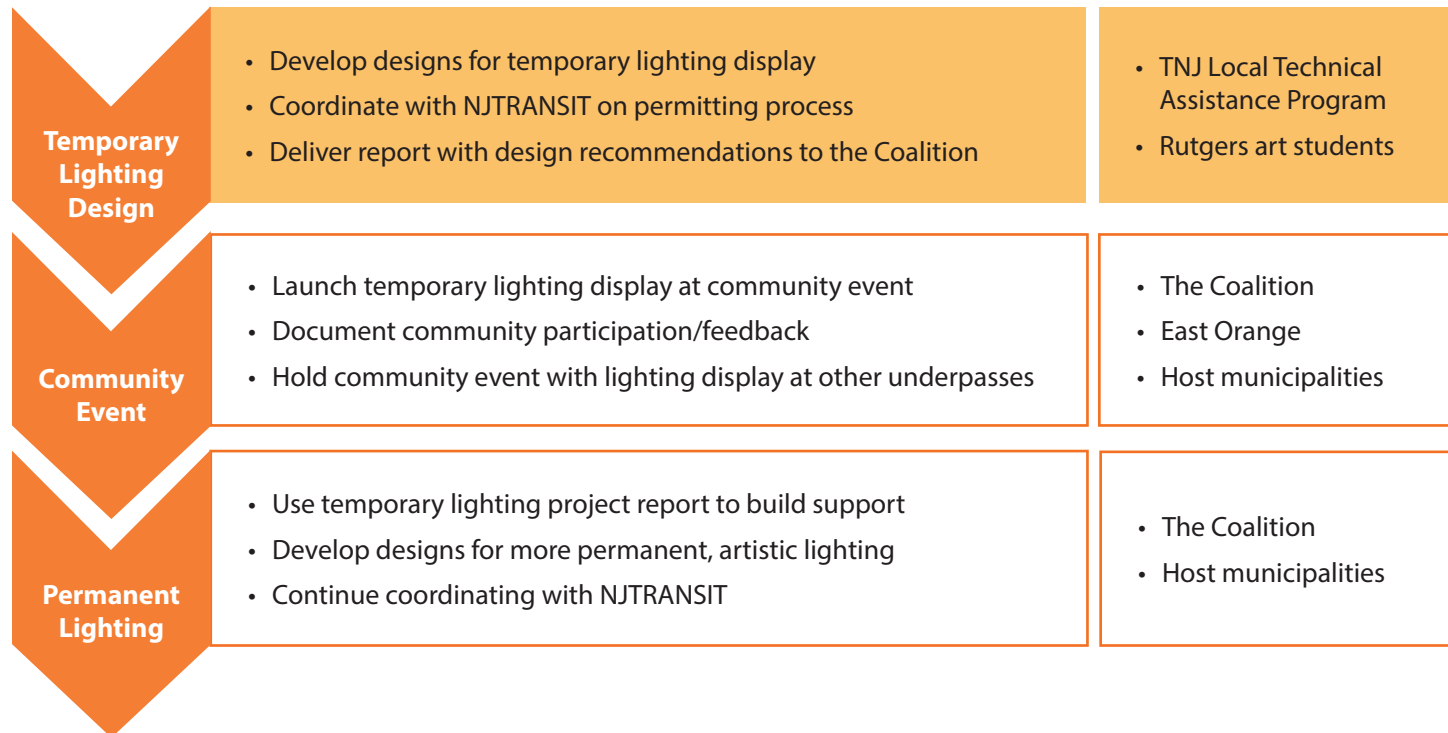 Temporary
Lighting
Design
• Develop designs for temporary lighting display
• Coordinate with NJTRANSIT on permitting process
• Deliver report with design recommendations to the Coalition
• TNJ Local Technical
Assistance Program
• Rutgers art students
Community
Event
• Launch temporary lighting display at community event
• Document community participation/feedback
• Hold community event with lighting display at other underpasses
• The Coalition
• East Orange
• Host municipalities
Permanent
Lighting
• Use temporary lighting project report to build support
• Develop designs for more permanent, artistic lighting
• Continue coordinating with NJTRANSIT
• The Coalition
• Host municipalities